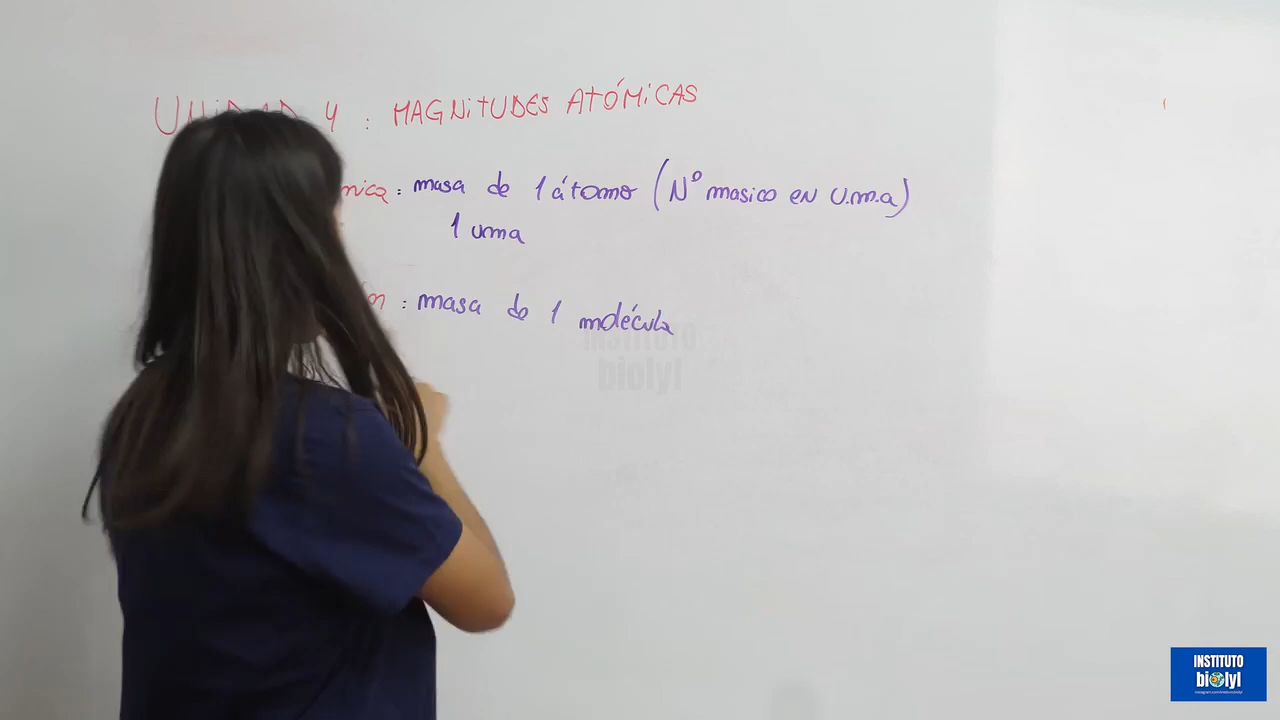 UNIDAD 4 : MAGNITUDES ATÓMICAS
: masa de 1 átomo (Nº masico en U.m.a)
1 uma
: masa de 1 molécula
INSTITUTO
biolyl
INSTITUTO
biolyl